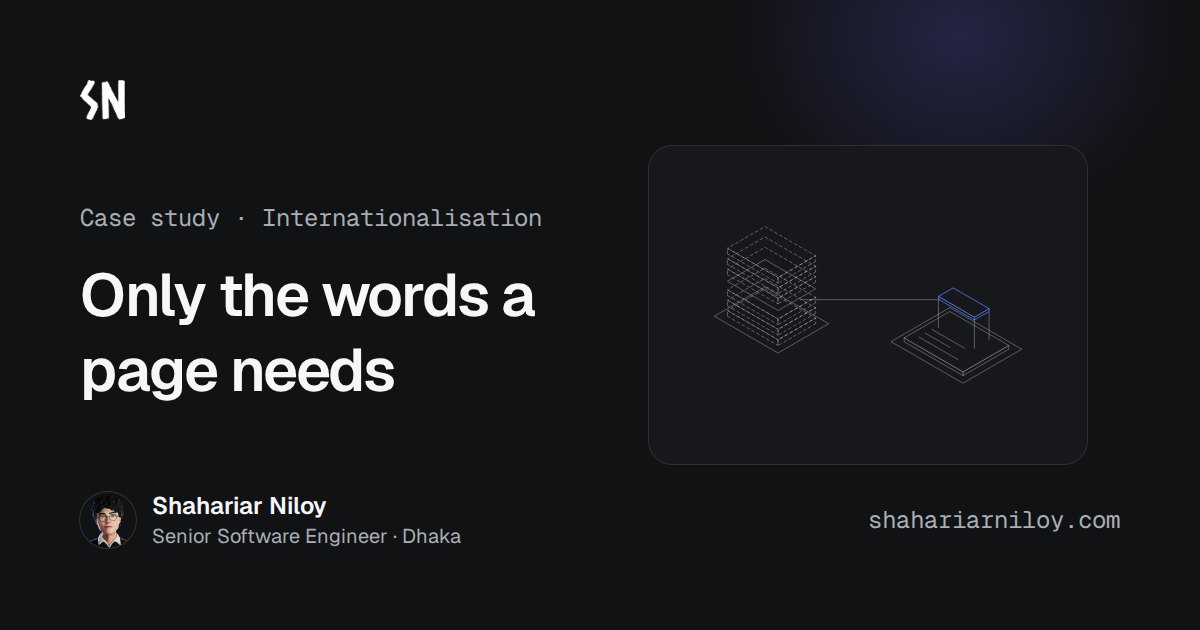 SN
Case study · Internationalisation
Only the words a
page needs
Shahariar Niloy
Senior Software Engineer · Dhaka
shahariarniloy.com